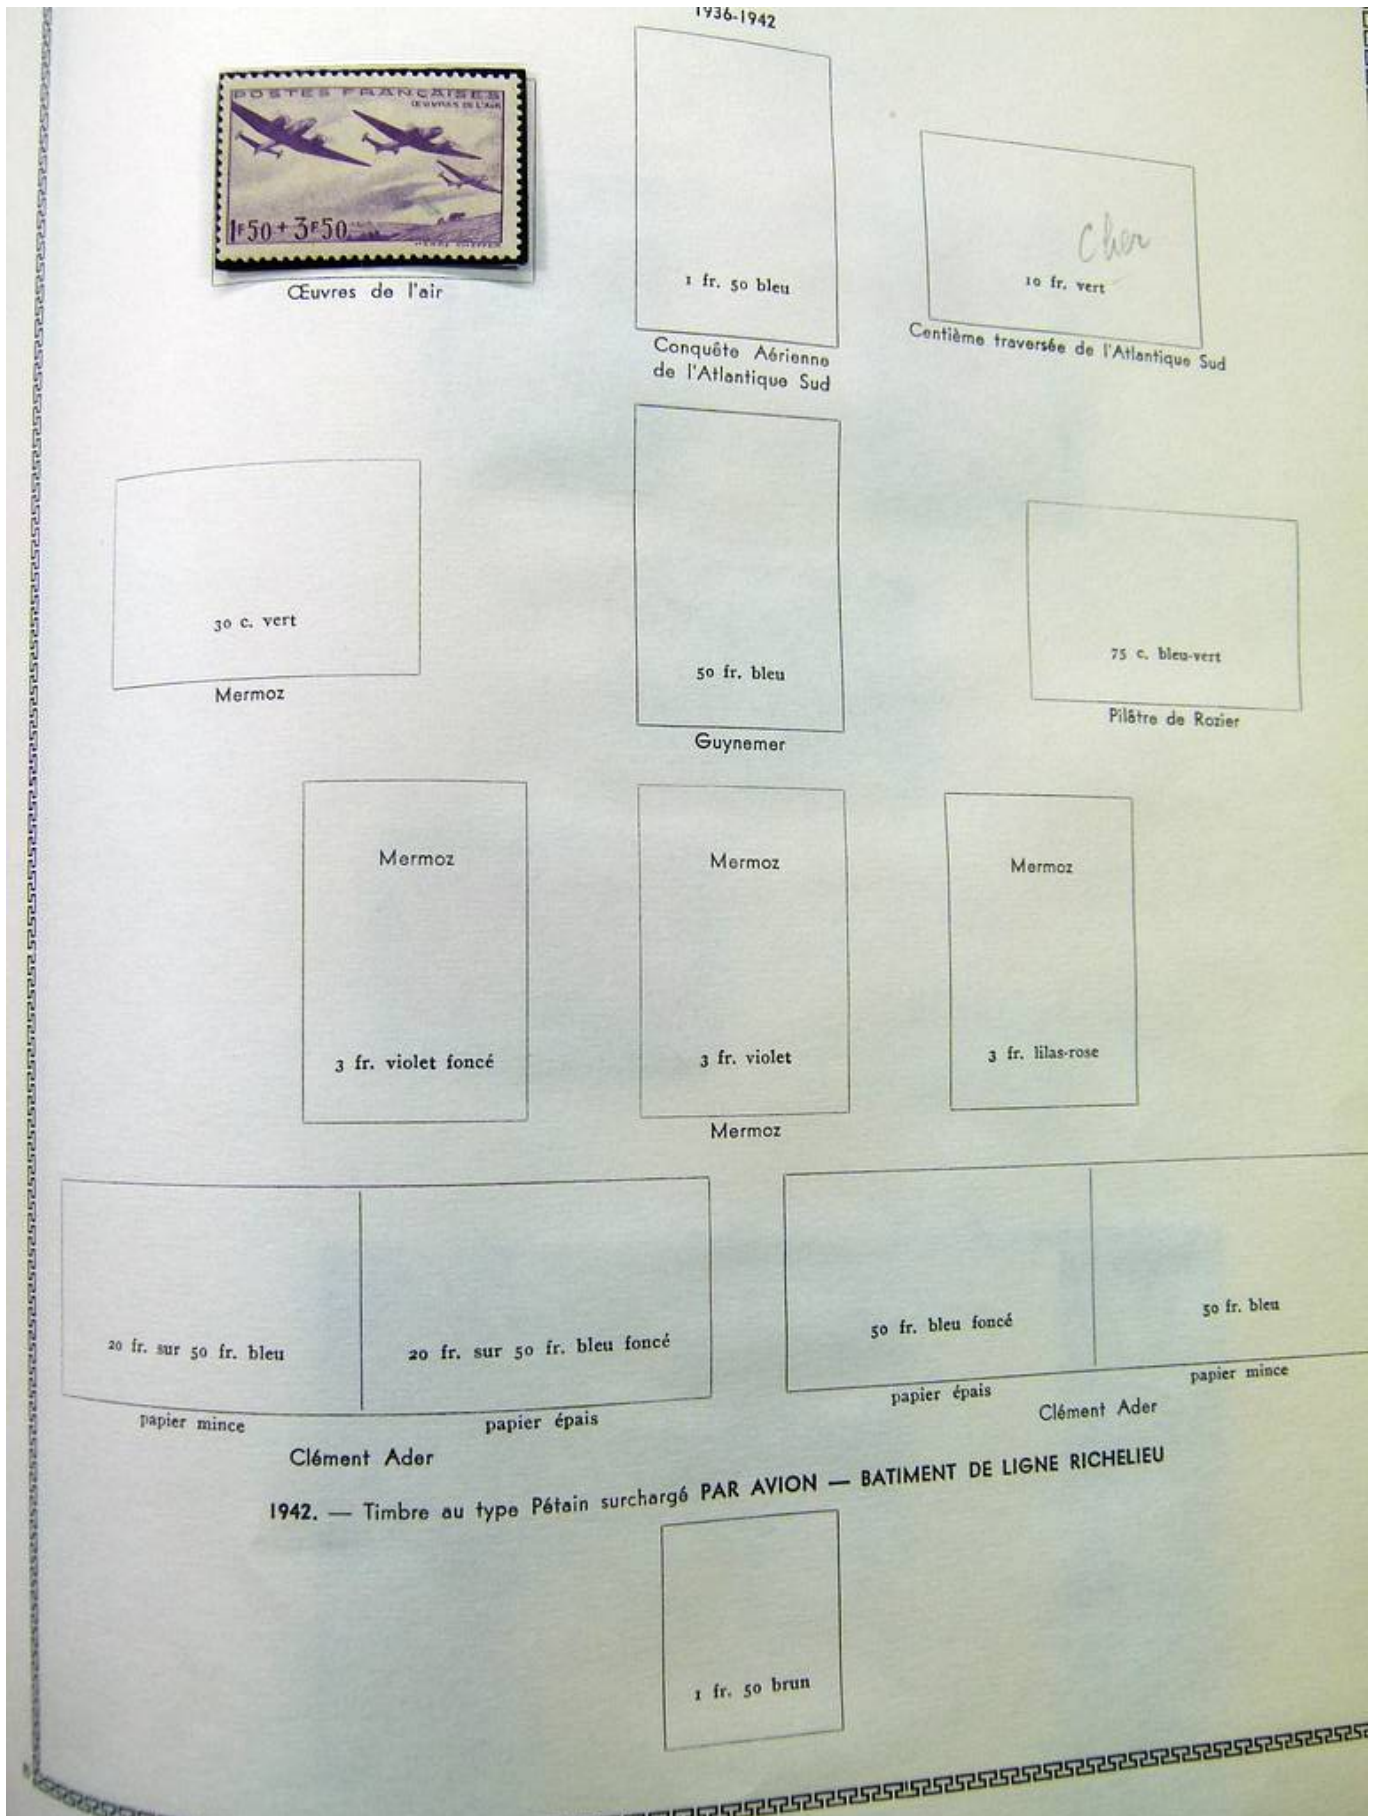 1936-1942
POSTES FRANÇAISES
ŒUVRES DE L'AIR
1F50 + 3F50
Œuvres de l'air
1 fr. 50 bleu
Conquête Aérienne
de l'Atlantique Sud
Cher
10 fr. vert
Centième traversée de l'Atlantique Sud
30 c. vert
Mermoz
50 fr. bleu
Guynemer
75 c. bleu-vert
Pilâtre de Rozier
Mermoz
3 fr. violet foncé
Mermoz
3 fr. violet
Mermoz
Mermoz
3 fr. lilas-rose
20 fr. sur 50 fr. bleu
20 fr. sur 50 fr. bleu foncé
papier mince
papier épais
Clément Ader
50 fr. bleu foncé
50 fr. bleu
papier épais
papier mince
Clément Ader
1942. — Timbre au type Pétain surchargé PAR AVION — BATIMENT DE LIGNE RICHELIEU
1 fr. 50 brun